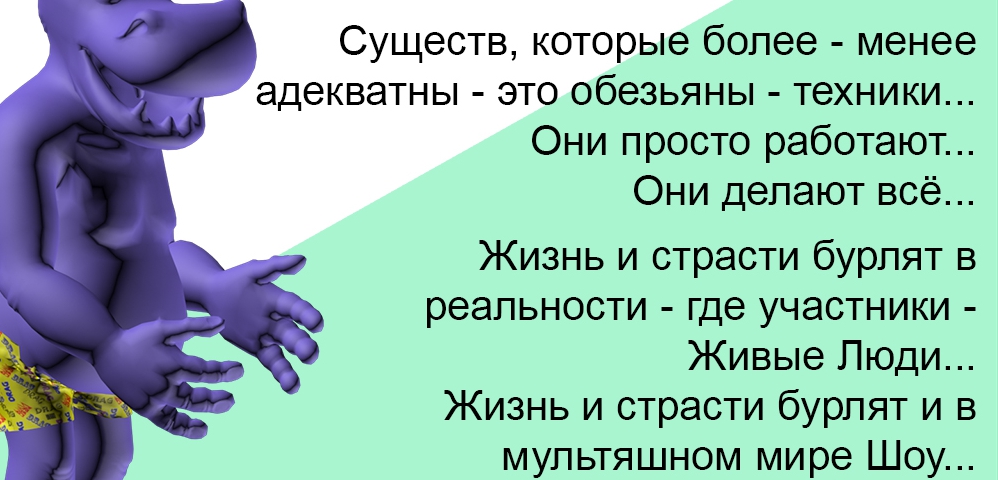 Существ, которые более - менее
адекватны - это обезьяны - техники...
Они просто работают...
Они делают всё...
Жизнь и страсти бурлят в
реальности - где участники -
Живые Люди...
Жизнь и страсти бурлят и в
мультяшном мире Шоу...